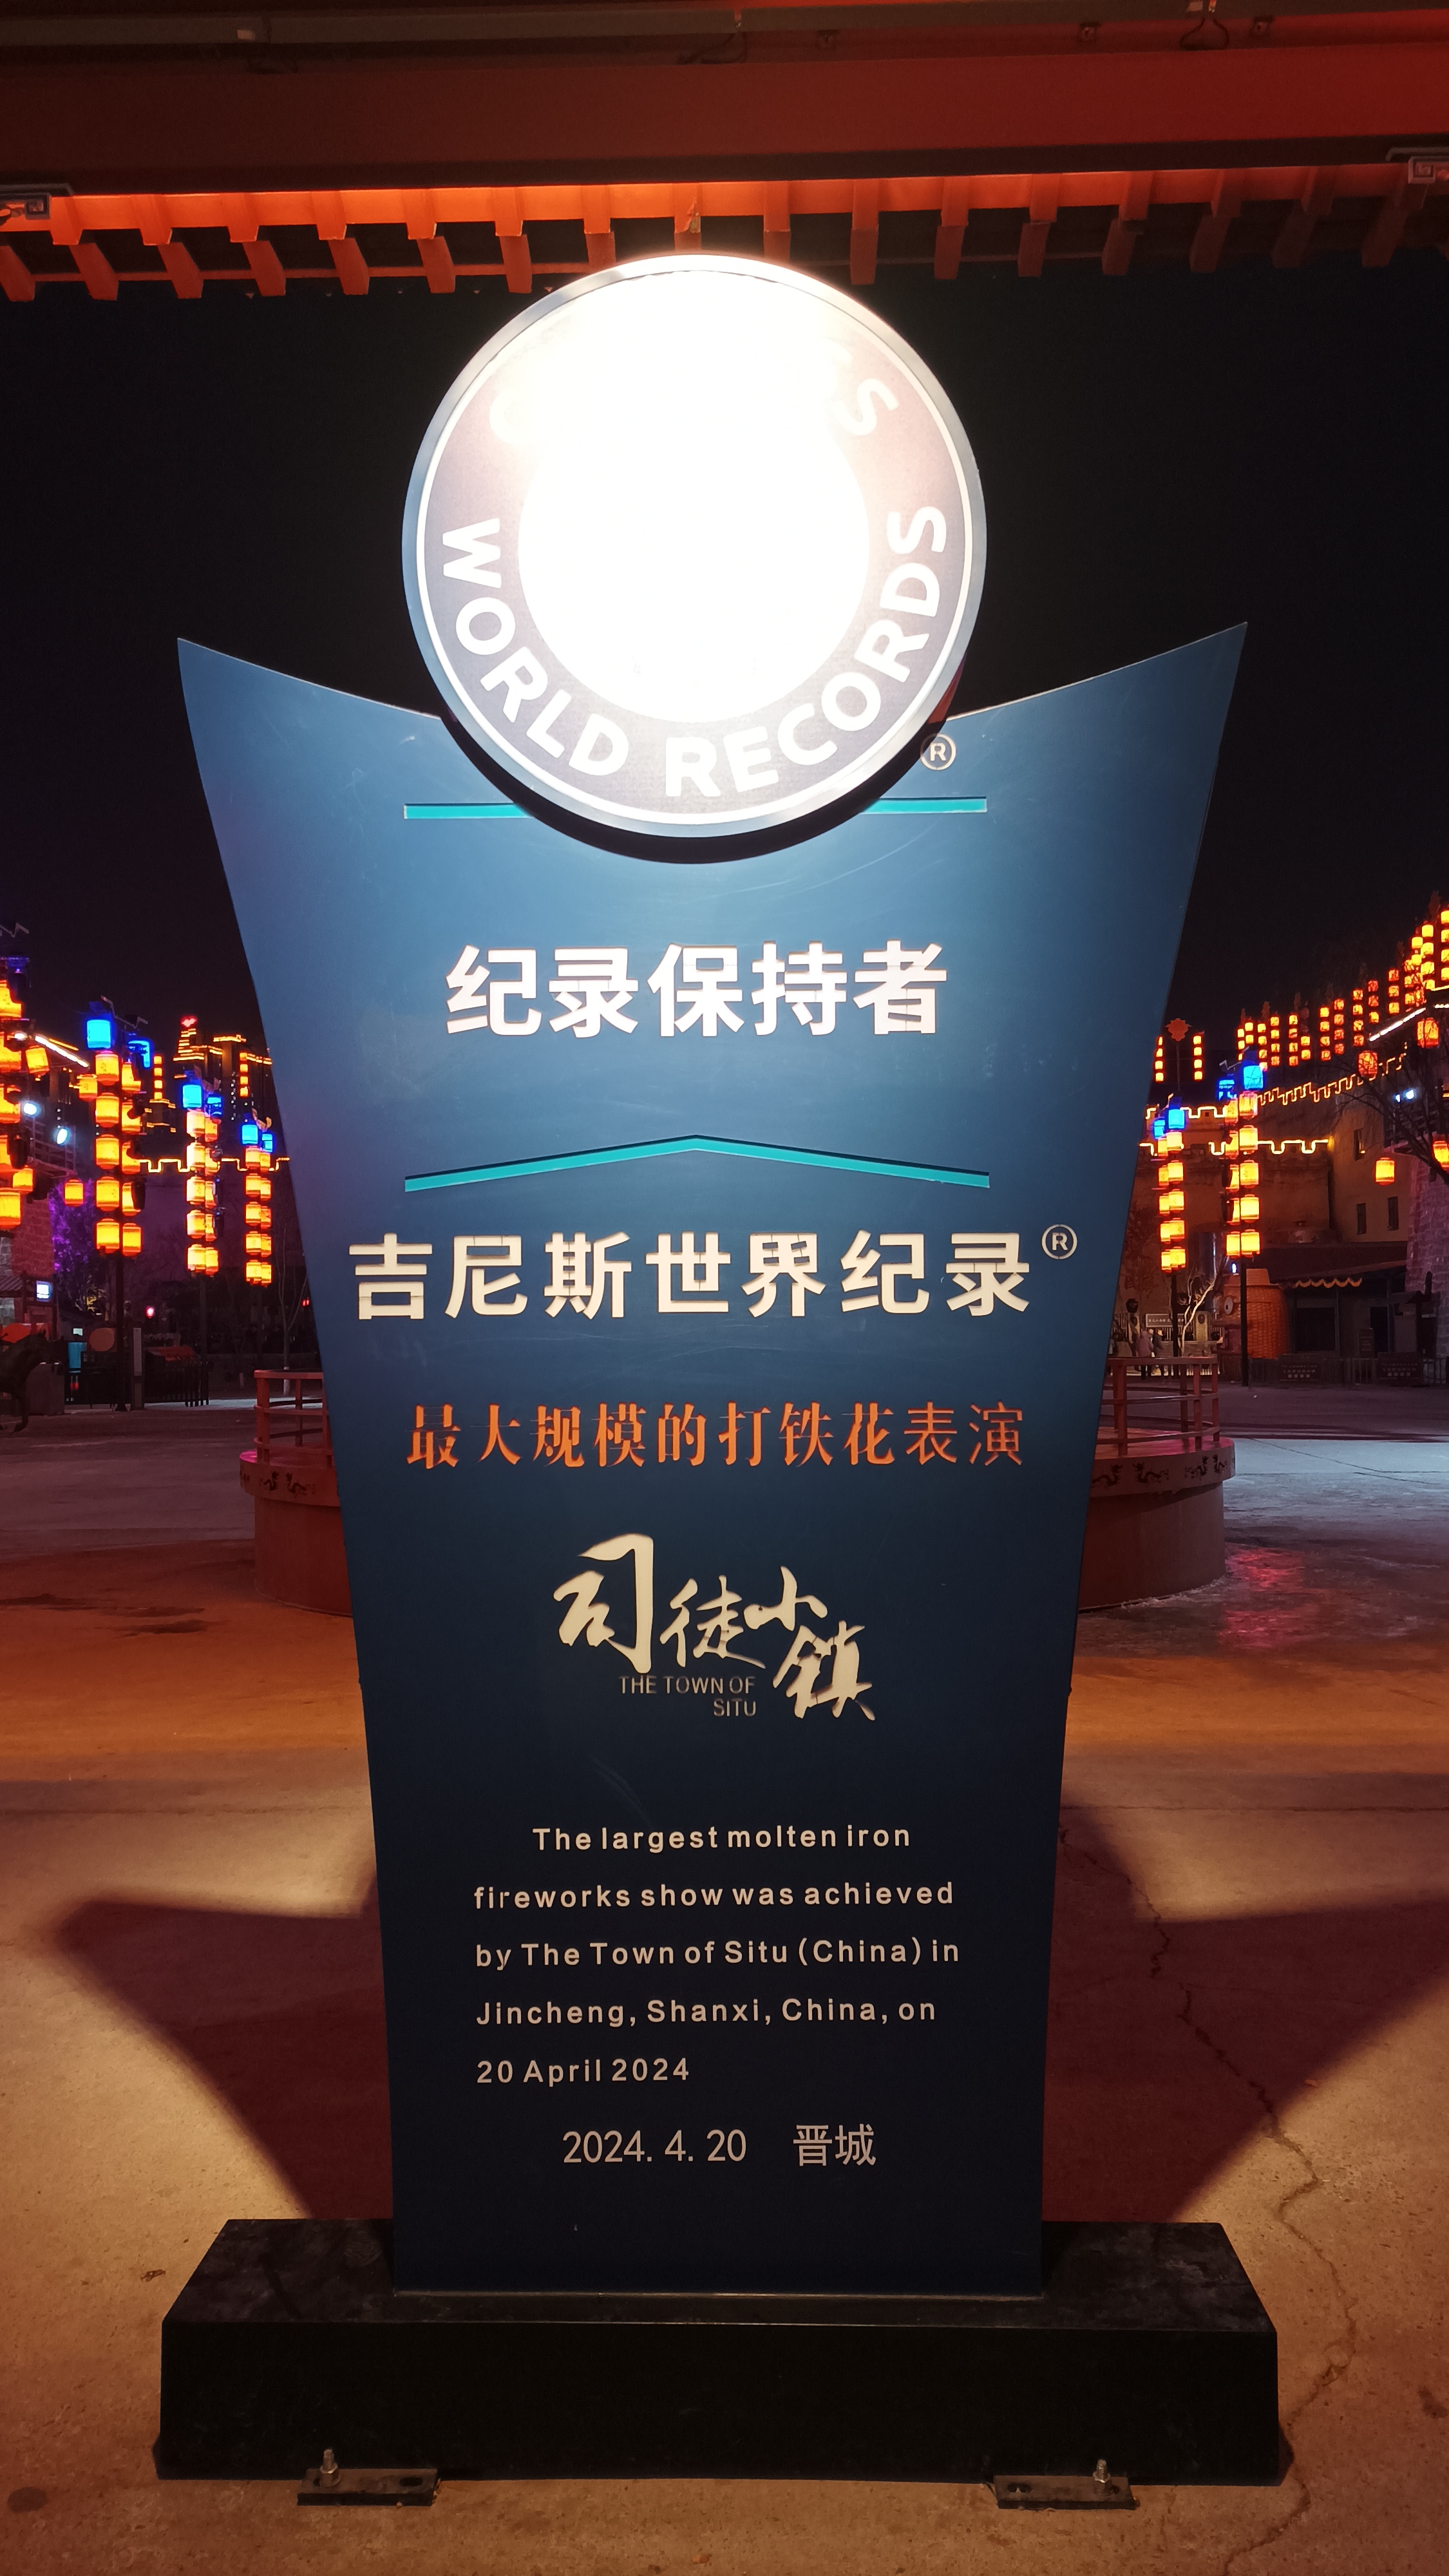 WORLD RECORDS
®
纪录保持者
吉尼斯世界纪录®
最大规模的打铁花表演
司徒小镇
THE TOWN OF
SITU
The largest molten iron
fireworks show was achieved
by The Town of Situ (China) in
Jincheng, Shanxi, China, on
20 April 2024
2024. 4. 20 晋城